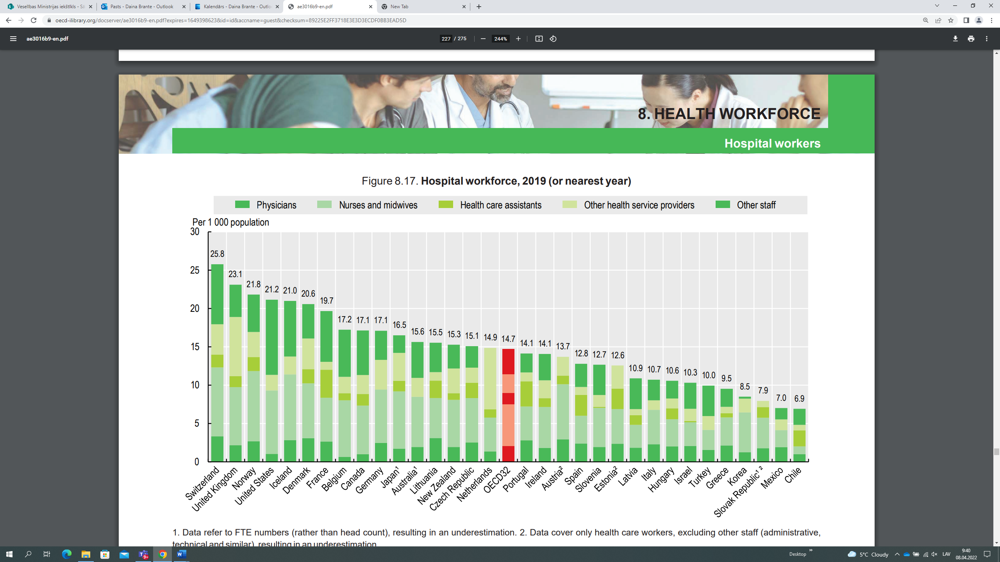 Veselības Ministrijas iekštīkls - Sā
Pasts - Daina Brante - Outlook
Kalendārs - Daina Brante - Outlo
ae3016b9-en.pdf
New Tab
oecd-ilibrary.org/docserver/ae3016b9-en.pdf?expires=1649398623&id=id&accname=guest&checksum=89225E2FF3718E3E3D3ECDF0BB3EAD5D
ae3016b9-en.pdf
227 / 275
244%
8. HEALTH WORKFORCE
Hospital workers
Figure 8.17. Hospital workforce, 2019 (or nearest year)
Physicians Nurses and midwives Health care assistants Other health service providers Other staff
Per 1 000 population
30
25
20
15
10
5
0
25.8 23.1 21.8 21.2 21.0 20.6 19.7 17.2 17.1 17.1 16.5 15.6 15.5 15.3 15.1 14.9 14.7 14.1 14.1 13.7 12.8 12.7 12.6 10.9 10.7 10.6 10.3 10.0 9.5 8.5 7.9 7.0 6.9
Switzerland
United Kingdom
Norway
United States
Iceland
Denmark
France
Belgium
Canada
Germany
Japan¹
Australia¹
Lithuania
New Zealand
Czech Republic
Netherlands
OECD32
Portugal
Ireland
Austria²
Spain
Slovenia
Estonia²
Latvia
Italy
Hungary
Israel
Turkey
Greece
Korea
Slovak Republic¹ ²
Mexico
Chile
1. Data refer to FTE numbers (rather than head count), resulting in an underestimation. 2. Data cover only health care workers, excluding other staff (administrative,
technical and similar), resulting in an underestimation.
9+
Desktop
5°C Cloudy
LAV
9:40
08.04.2022